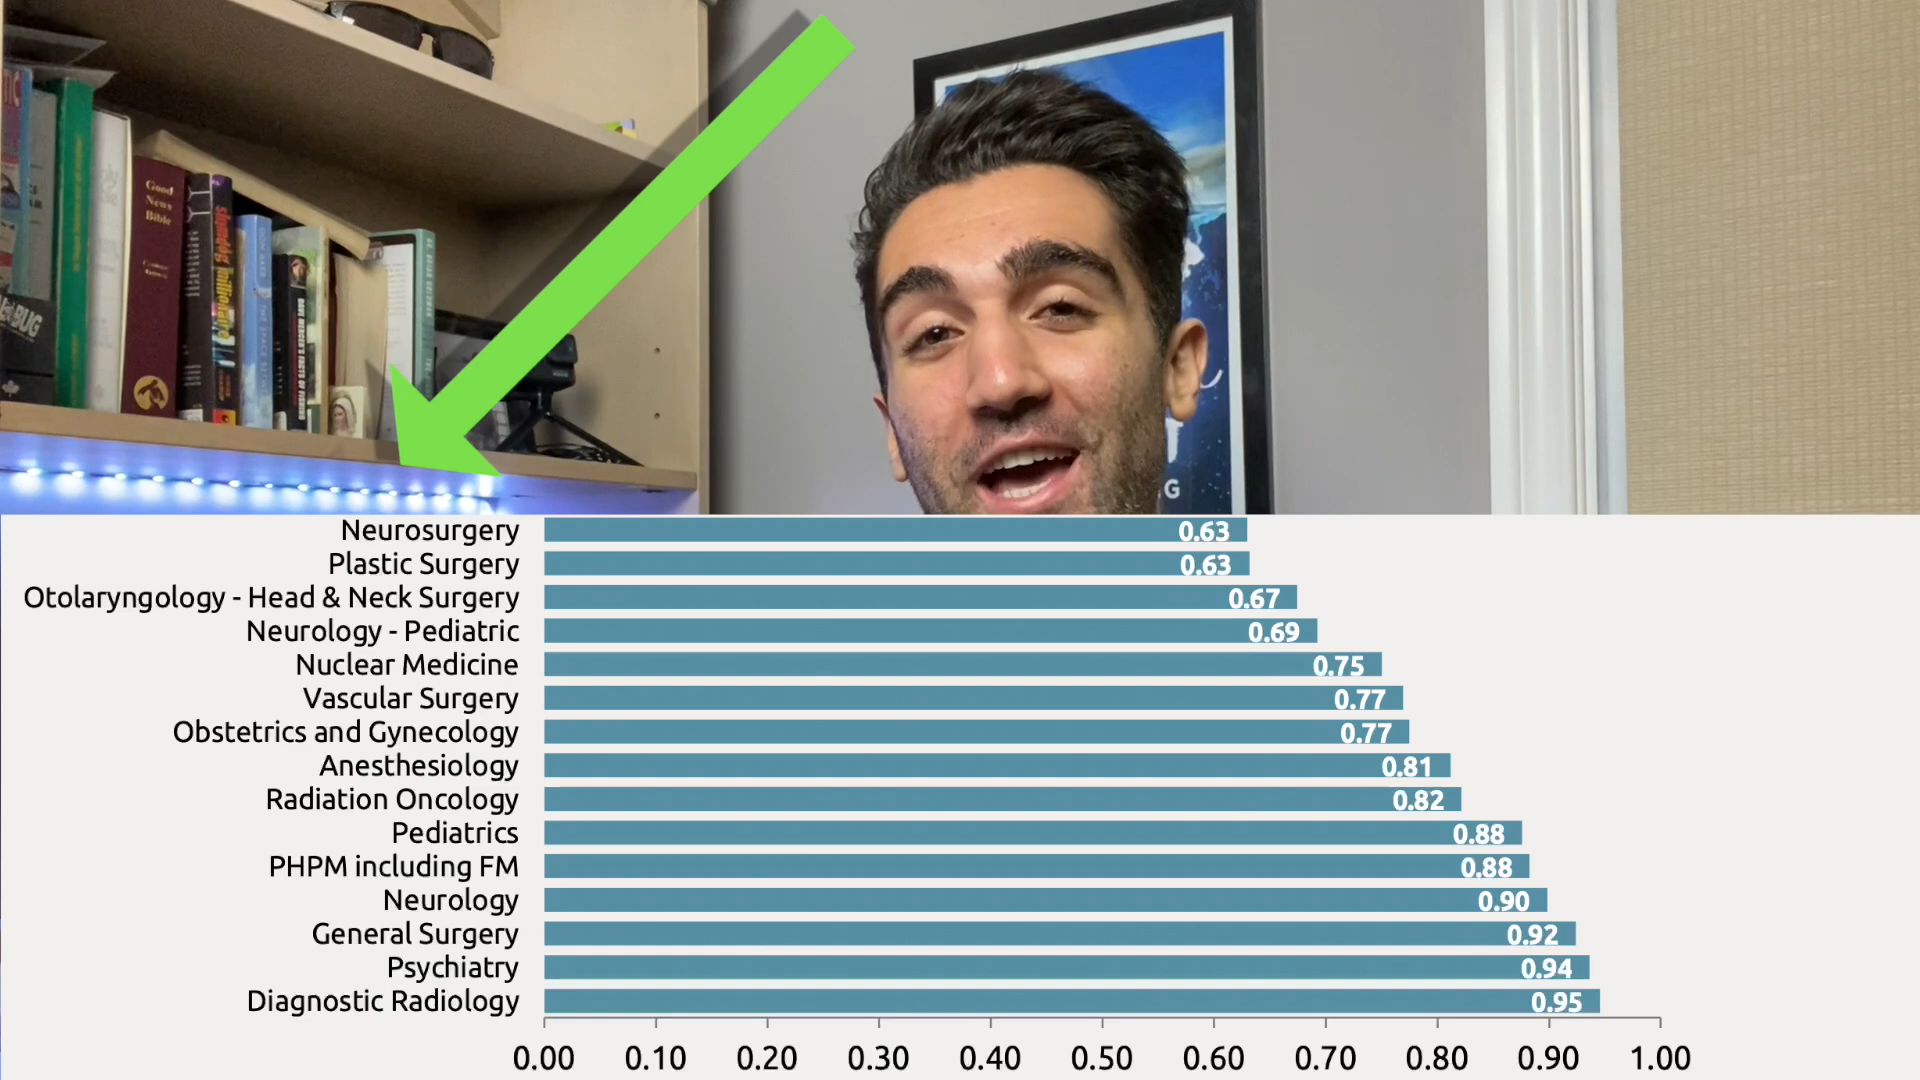 Good
News
Bible
slumdog millionaire
BUG
G
Neurosurgery 0.63
Plastic Surgery 0.63
Otolaryngology - Head & Neck Surgery 0.67
Neurology - Pediatric 0.69
Nuclear Medicine 0.75
Vascular Surgery 0.77
Obstetrics and Gynecology 0.77
Anesthesiology 0.81
Radiation Oncology 0.82
Pediatrics 0.88
PHPM including FM 0.88
Neurology 0.90
General Surgery 0.92
Psychiatry 0.94
Diagnostic Radiology 0.95
0.00 0.10 0.20 0.30 0.40 0.50 0.60 0.70 0.80 0.90 1.00